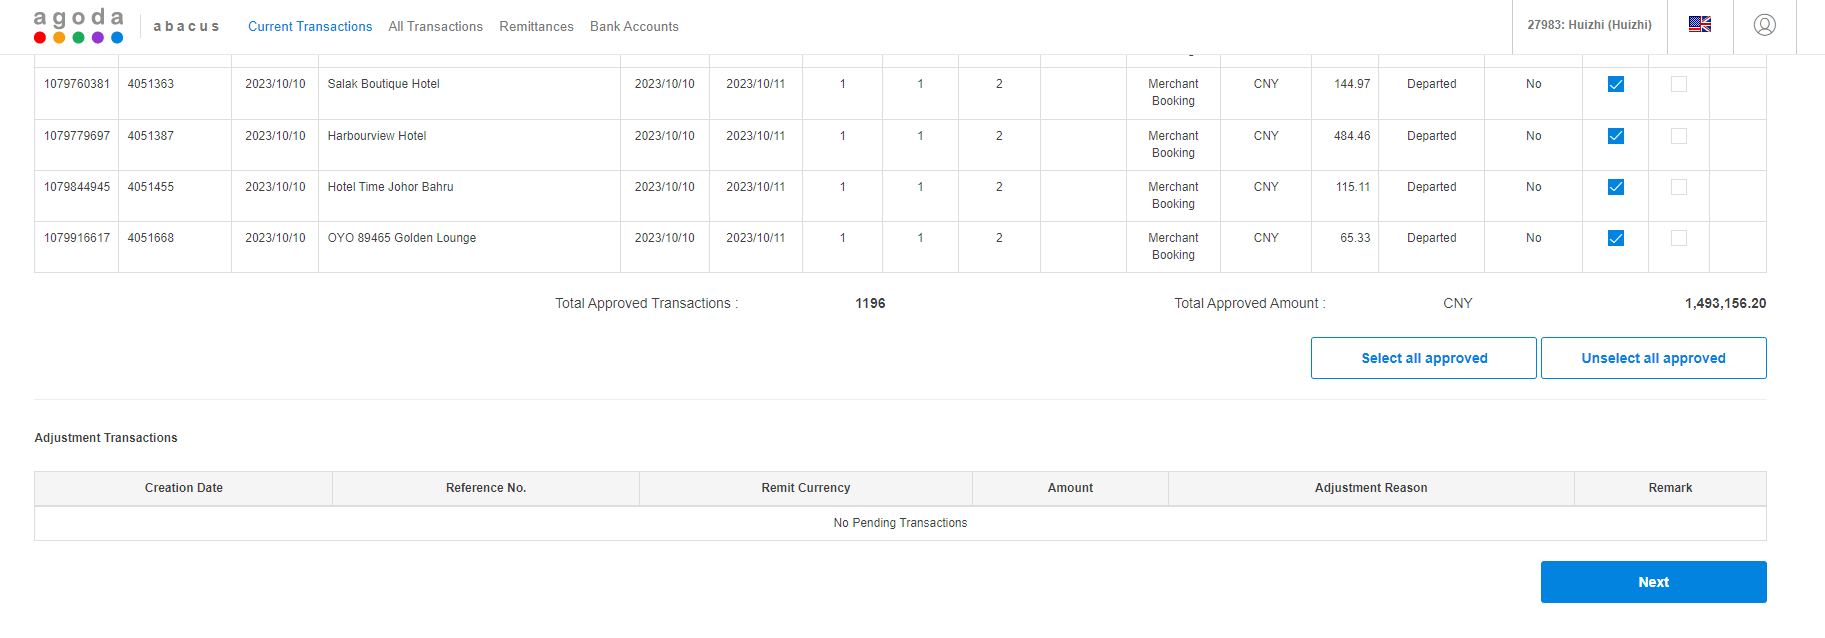 agoda abacus Current Transactions All Transactions Remittances Bank Accounts 27983: Huizhi (Huizhi)
1079760381 4051363 2023/10/10 Salak Boutique Hotel 2023/10/10 2023/10/11 1 1 2 Merchant CNY 144.97 Departed No
Booking
1079779697 4051387 2023/10/10 Harbourview Hotel 2023/10/10 2023/10/11 1 1 2 Merchant CNY 484.46 Departed No
Booking
1079844945 4051455 2023/10/10 Hotel Time Johor Bahru 2023/10/10 2023/10/11 1 1 2 Merchant CNY 115.11 Departed No
Booking
1079916617 4051668 2023/10/10 OYO 89465 Golden Lounge 2023/10/10 2023/10/11 1 1 2 Merchant CNY 65.33 Departed No
Booking
Total Approved Transactions : 1196 Total Approved Amount : CNY 1,493,156.20
Select all approved Unselect all approved
Adjustment Transactions
Creation Date Reference No. Remit Currency Amount Adjustment Reason Remark
No Pending Transactions
Next